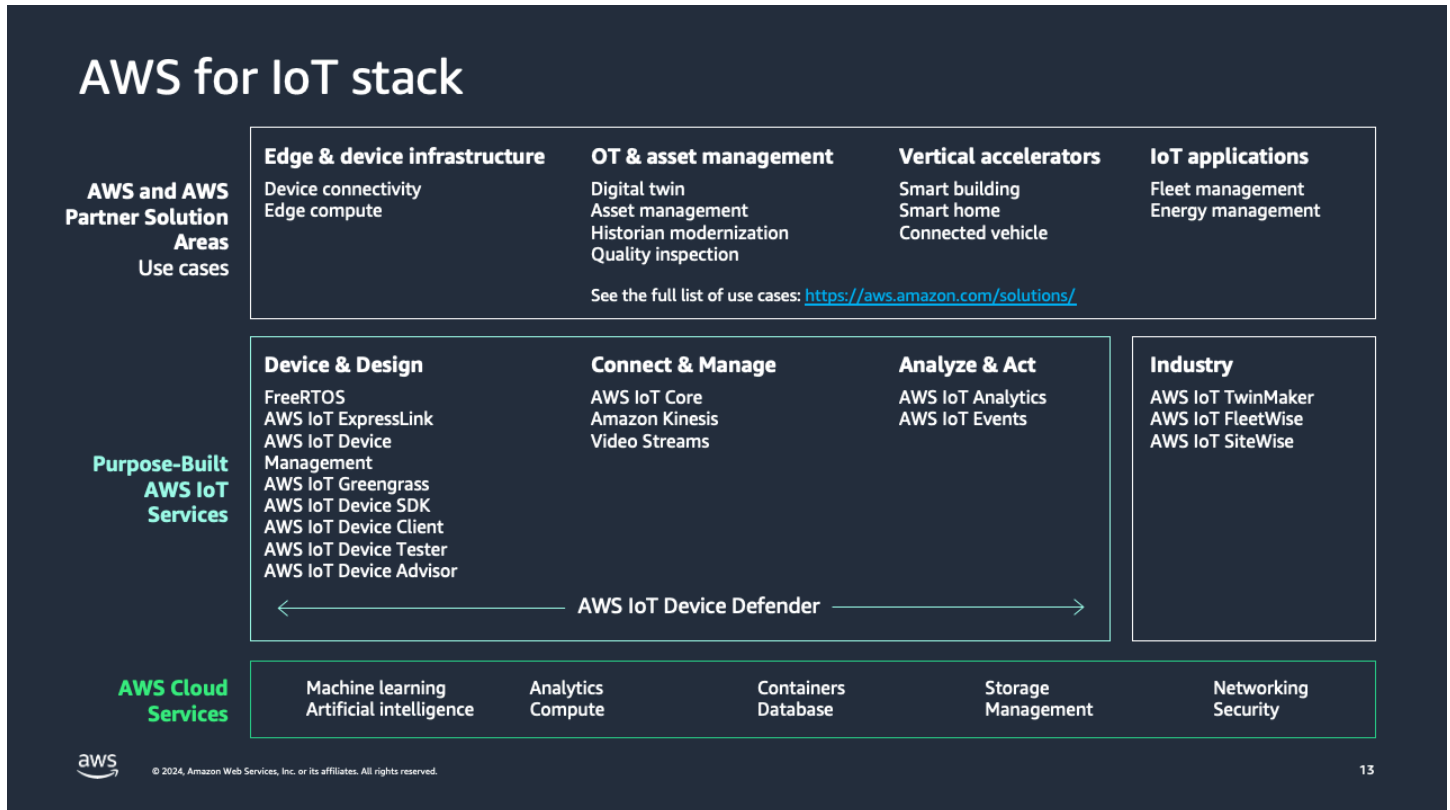 AWS for IoT stack
AWS and AWS
Partner Solution
Areas
Use cases
Edge & device infrastructure
Device connectivity
Edge compute
OT & asset management
Digital twin
Asset management
Historian modernization
Quality inspection
Vertical accelerators
Smart building
Smart home
Connected vehicle
IoT applications
Fleet management
Energy management
See the full list of use cases: https://aws.amazon.com/solutions/
Purpose-Built
AWS IoT
Services
Device & Design
FreeRTOS
AWS IoT ExpressLink
AWS IoT Device
Management
AWS IoT Greengrass
AWS IoT Device SDK
AWS IoT Device Client
AWS IoT Device Tester
AWS IoT Device Advisor
Connect & Manage
AWS IoT Core
Amazon Kinesis
Video Streams
Analyze & Act
AWS IoT Analytics
AWS IoT Events
AWS IoT Device Defender
Industry
AWS IoT TwinMaker
AWS IoT FleetWise
AWS IoT SiteWise
AWS Cloud
Services
Machine learning
Artificial intelligence
Analytics
Compute
Containers
Database
Storage
Management
Networking
Security
aws
© 2024, Amazon Web Services, Inc. or its affiliates. All rights reserved.
13